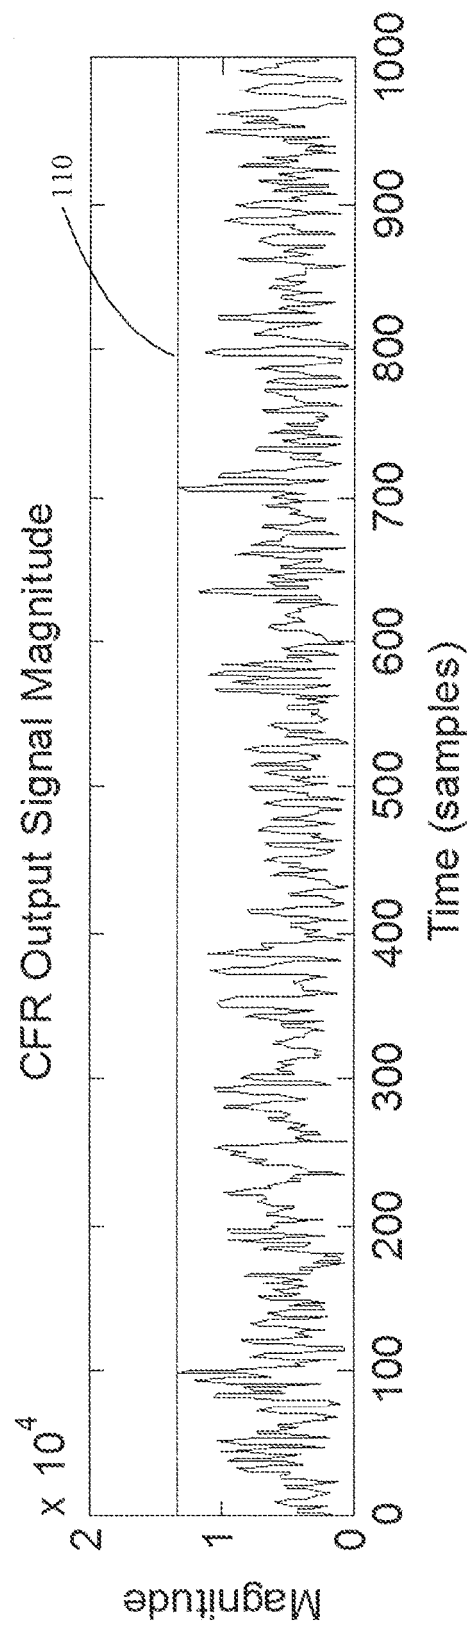 CFR Output Signal Magnitude
x 10^4
110
2
1
0
Magnitude
0 100 200 300 400 500 600 700 800 900 1000
Time (samples)